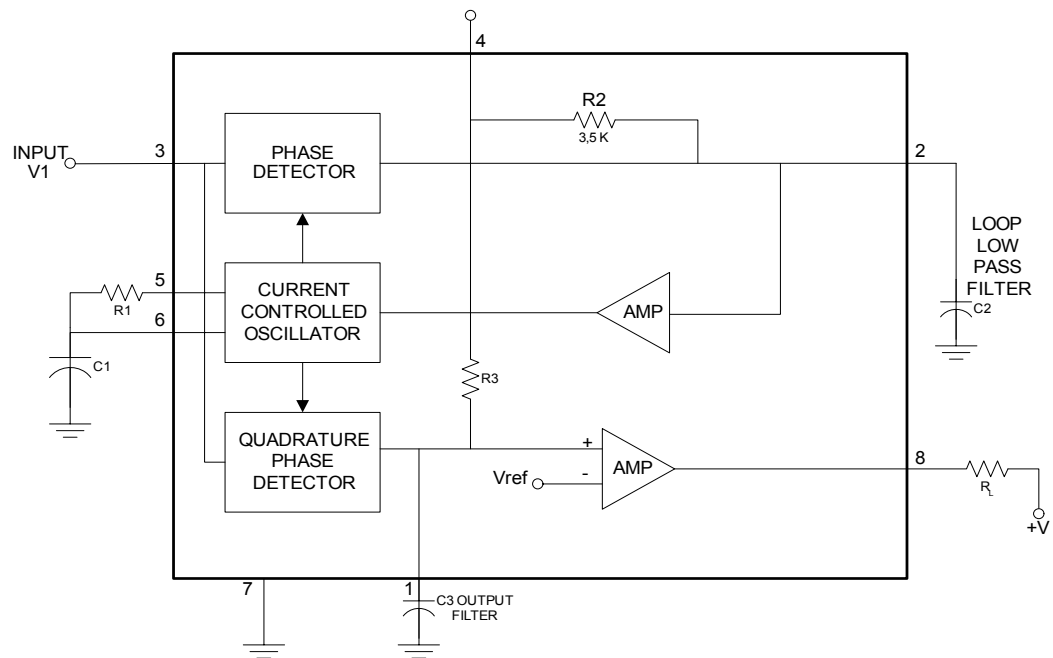 4
R2
3,5 K
INPUT
V1
3
PHASE
DETECTOR
2
LOOP
LOW
PASS
FILTER
C2
5
R1
6
C1
CURRENT
CONTROLLED
OSCILLATOR
AMP
R3
QUADRATURE
PHASE
DETECTOR
+
-
Vref
AMP
8
RL
+V
7
1
C3 OUTPUT
FILTER